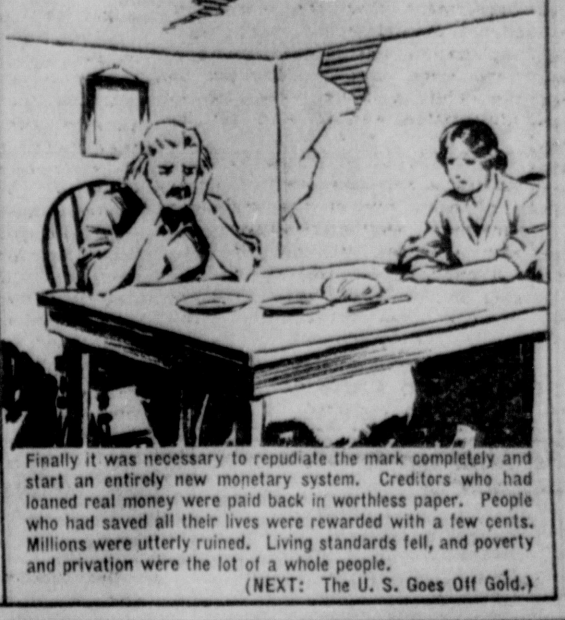 Finally it was necessary to repudiate the mark completely and
start an entirely new monetary system. Creditors who had
loaned real money were paid back in worthless paper. People
who had saved all their lives were rewarded with a few cents.
Millions were utterly ruined. Living standards fell, and poverty
and privation were the lot of a whole people.
(NEXT: The U. S. Goes Off Gold.)